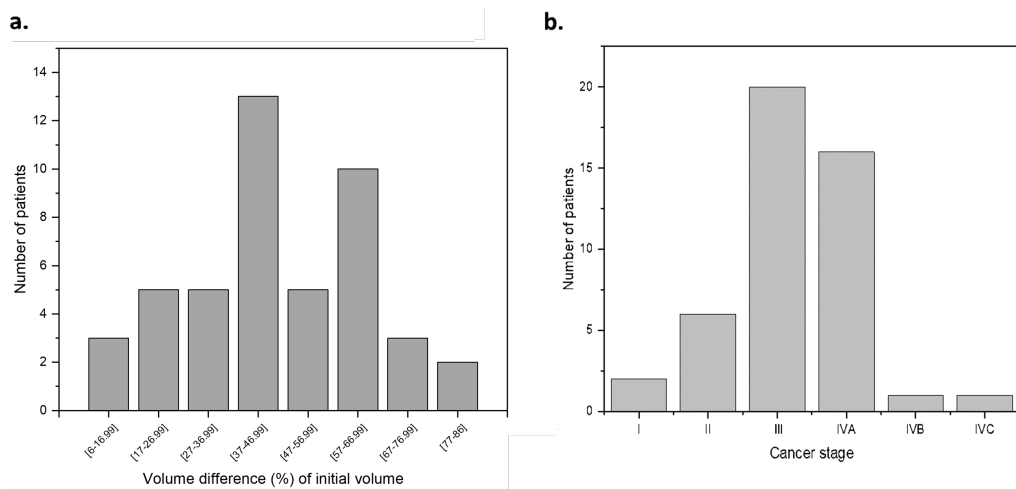 a.
14
12
10
8
6
4
2
0
Number of patients
[6-16.99]
[17-26.99]
[27-36.99]
[37-46.99]
[47-56.99]
[57-66.99]
[67-76.99]
[77-86]
Volume difference (%) of initial volume
b.
20
15
10
5
0
Number of patients
I
II
III
IVA
IVB
IVC
Cancer stage